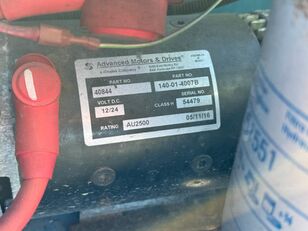 Advanced Motors & Drives
PART NO. PART NO.
40844 140-01-4007B
VOLT D.C. SERIAL NO.
12/24 CLASS H 54479
RATING AU2500 05/11/16
551